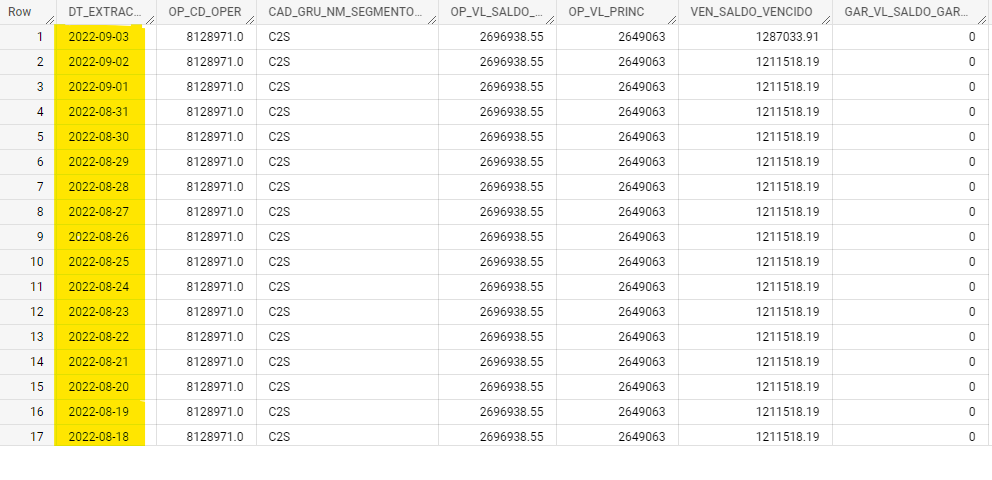 Row DT_EXTRAC... OP_CD_OPER CAD_GRU_NM_SEGMENTO... OP_VL_SALDO_... OP_VL_PRINC VEN_SALDO_VENCIDO GAR_VL_SALDO_GAR...
1 2022-09-03 8128971.0 C2S 2696938.55 2649063 1287033.91 0
2 2022-09-02 8128971.0 C2S 2696938.55 2649063 1211518.19 0
3 2022-09-01 8128971.0 C2S 2696938.55 2649063 1211518.19 0
4 2022-08-31 8128971.0 C2S 2696938.55 2649063 1211518.19 0
5 2022-08-30 8128971.0 C2S 2696938.55 2649063 1211518.19 0
6 2022-08-29 8128971.0 C2S 2696938.55 2649063 1211518.19 0
7 2022-08-28 8128971.0 C2S 2696938.55 2649063 1211518.19 0
8 2022-08-27 8128971.0 C2S 2696938.55 2649063 1211518.19 0
9 2022-08-26 8128971.0 C2S 2696938.55 2649063 1211518.19 0
10 2022-08-25 8128971.0 C2S 2696938.55 2649063 1211518.19 0
11 2022-08-24 8128971.0 C2S 2696938.55 2649063 1211518.19 0
12 2022-08-23 8128971.0 C2S 2696938.55 2649063 1211518.19 0
13 2022-08-22 8128971.0 C2S 2696938.55 2649063 1211518.19 0
14 2022-08-21 8128971.0 C2S 2696938.55 2649063 1211518.19 0
15 2022-08-20 8128971.0 C2S 2696938.55 2649063 1211518.19 0
16 2022-08-19 8128971.0 C2S 2696938.55 2649063 1211518.19 0
17 2022-08-18 8128971.0 C2S 2696938.55 2649063 1211518.19 0